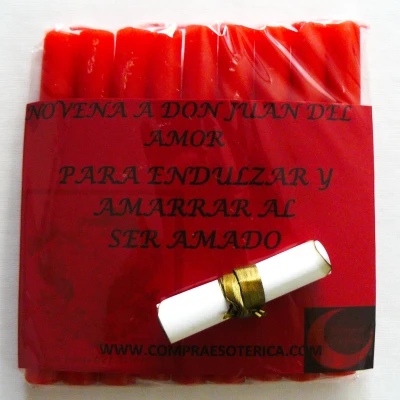 NOVENA A DON JUAN DEL
AMOR
PARA ENDULZAR Y
AMARRAR AL
SER AMADO
WWW.COMPRAESOTERICA.COM